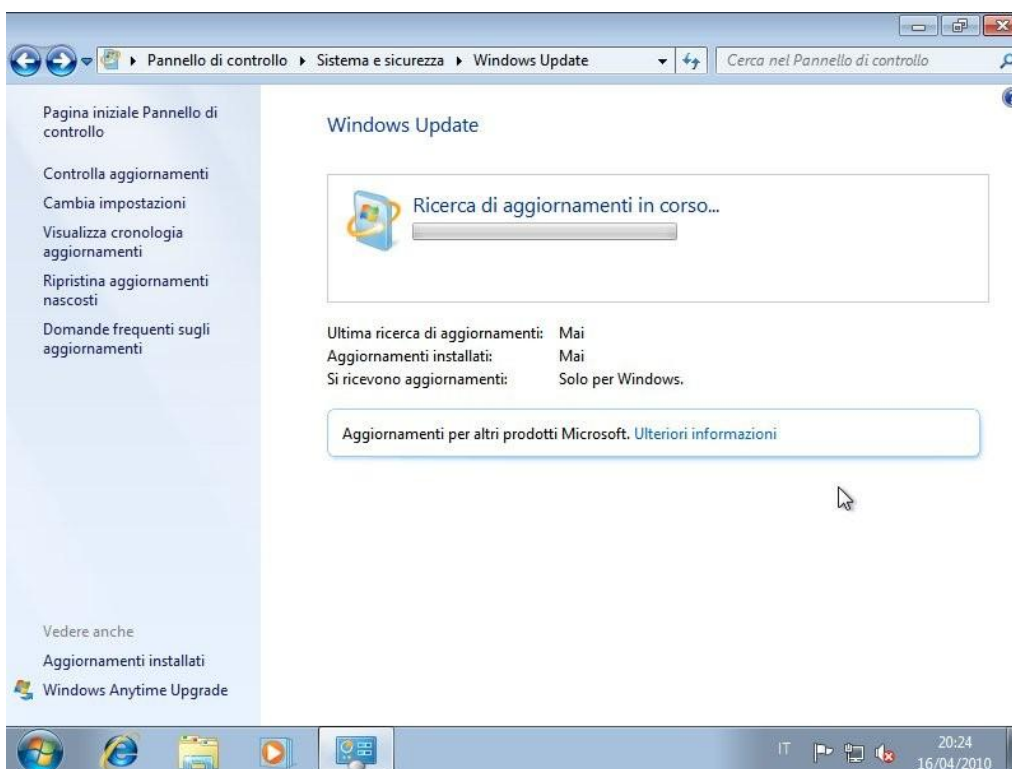 Pannello di controllo Sistema e sicurezza Windows Update Cerca nel Pannello di controllo
Pagina iniziale Pannello di
controllo
Controlla aggiornamenti
Cambia impostazioni
Visualizza cronologia
aggiornamenti
Ripristina aggiornamenti
nascosti
Domande frequenti sugli
aggiornamenti
Windows Update
Ricerca di aggiornamenti in corso...
Ultima ricerca di aggiornamenti: Mai
Aggiornamenti installati: Mai
Si ricevono aggiornamenti: Solo per Windows.
Aggiornamenti per altri prodotti Microsoft. Ulteriori informazioni
Vedere anche
Aggiornamenti installati
Windows Anytime Upgrade
IT
20:24
16/04/2010